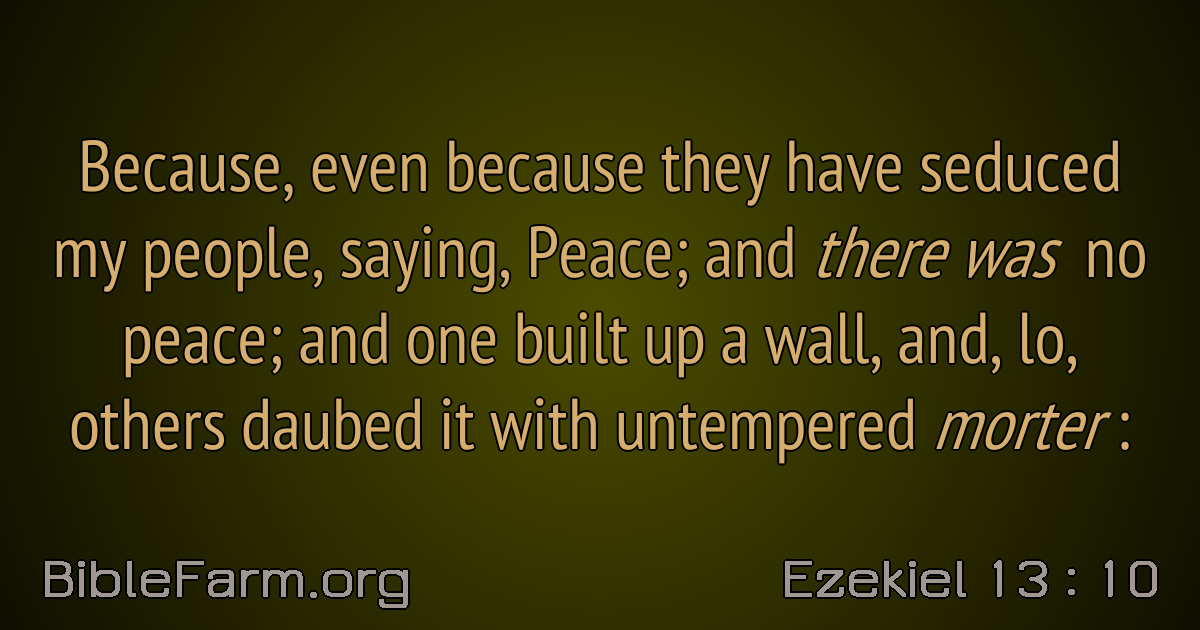 Because, even because they have seduced
my people, saying, Peace; and there was no
peace; and one built up a wall, and, lo,
others daubed it with untempered morter:
BibleFarm.org
Ezekiel 13:10